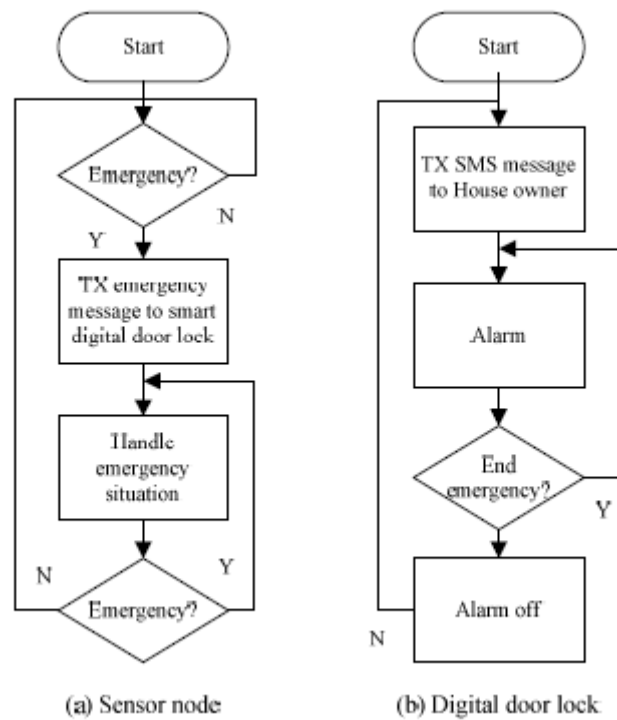 Start
Emergency?
N
Y
TX emergency
message to smart
digital door lock
Handle
emergency
situation
N
Y
Emergency?
(a) Sensor node
Start
TX SMS message
to House owner
Alarm
End
emergency?
Y
Alarm off
N
(b) Digital door lock